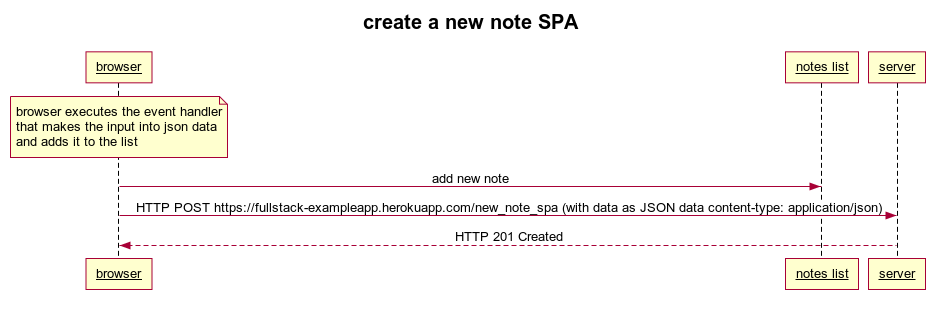 create a new note SPA
browser
notes list
server
browser executes the event handler
that makes the input into json data
and adds it to the list
add new note
HTTP POST https://fullstack-exampleapp.herokuapp.com/new_note_spa (with data as JSON data content-type: application/json)
HTTP 201 Created
browser
notes list
server